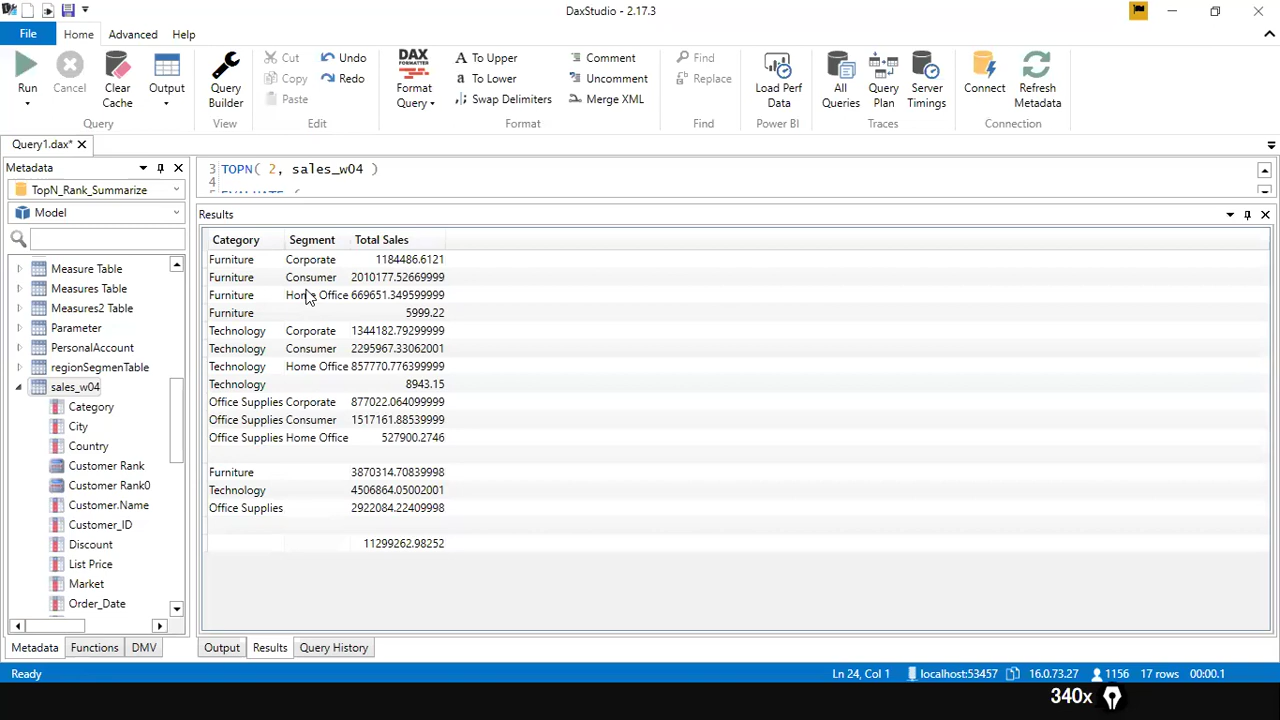 DaxStudio - 2.17.3
File Home Advanced Help
Run
Cancel
Clear Cache
Output
Query
Query Builder
View
Cut
Copy
Paste
Undo
Redo
Edit
DAX FORMATTER
Format Query
To Upper
To Lower
Swap Delimiters
Comment
Uncomment
Merge XML
Format
Find
Replace
Find
Load Perf Data
Power BI
All Queries
Query Plan
Server Timings
Traces
Connect
Refresh Metadata
Connection
Query1.dax*
Metadata
TopN_Rank_Summarize
Model
Measure Table
Measures Table
Measures2 Table
Parameter
PersonalAccount
regionSegmenTable
sales_w04
Category
City
Country
Customer Rank
Customer Rank0
Customer.Name
Customer_ID
Discount
List Price
Market
Order_Date
Metadata Functions DMV
3 TOPN( 2, sales_w04 )
4
Results
Category Segment Total Sales
Furniture Corporate 1184486.6121
Furniture Consumer 2010177.52669999
Furniture Home Office 669651.349599999
Furniture 5999.22
Technology Corporate 1344182.79299999
Technology Consumer 2295967.33062001
Technology Home Office 857770.776399999
Technology 8943.15
Office Supplies Corporate 877022.064099999
Office Supplies Consumer 1517161.88539999
Office Supplies Home Office 527900.2746
Furniture 3870314.70839998
Technology 4506864.05002001
Office Supplies 2922084.22409998
11299262.98252
Output Results Query History
Ready Ln 24, Col 1 localhost:53457 16.0.73.27 1156 17 rows 00:00.1
340x